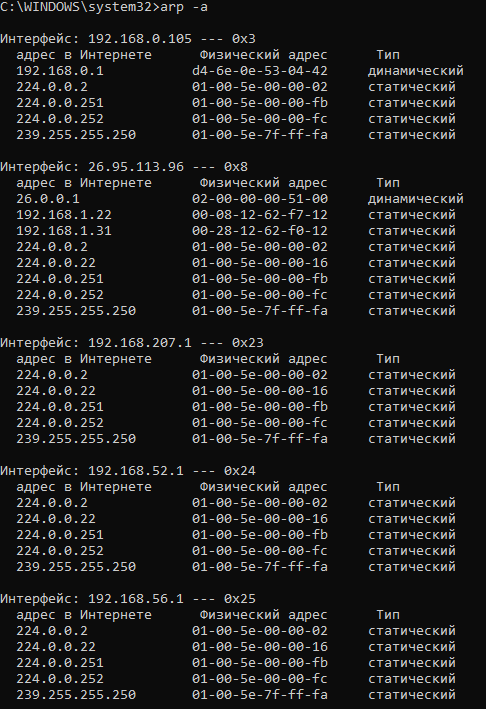 C:\WINDOWS\system32>arp -a
Интерфейс: 192.168.0.105 --- 0x3
адрес в Интернете Физический адрес Тип
192.168.0.1 d4-6e-0e-53-04-42 динамический
224.0.0.2 01-00-5e-00-00-02 статический
224.0.0.251 01-00-5e-00-00-fb статический
224.0.0.252 01-00-5e-00-00-fc статический
239.255.255.250 01-00-5e-7f-ff-fa статический
Интерфейс: 26.95.113.96 --- 0x8
адрес в Интернете Физический адрес Тип
26.0.0.1 02-00-00-00-51-00 динамический
192.168.1.22 00-08-12-62-f7-12 статический
192.168.1.31 00-28-12-62-f0-12 статический
224.0.0.2 01-00-5e-00-00-02 статический
224.0.0.22 01-00-5e-00-00-16 статический
224.0.0.251 01-00-5e-00-00-fb статический
224.0.0.252 01-00-5e-00-00-fc статический
239.255.255.250 01-00-5e-7f-ff-fa статический
Интерфейс: 192.168.207.1 --- 0x23
адрес в Интернете Физический адрес Тип
224.0.0.2 01-00-5e-00-00-02 статический
224.0.0.22 01-00-5e-00-00-16 статический
224.0.0.251 01-00-5e-00-00-fb статический
224.0.0.252 01-00-5e-00-00-fc статический
239.255.255.250 01-00-5e-7f-ff-fa статический
Интерфейс: 192.168.52.1 --- 0x24
адрес в Интернете Физический адрес Тип
224.0.0.2 01-00-5e-00-00-02 статический
224.0.0.22 01-00-5e-00-00-16 статический
224.0.0.251 01-00-5e-00-00-fb статический
224.0.0.252 01-00-5e-00-00-fc статический
239.255.255.250 01-00-5e-7f-ff-fa статический
Интерфейс: 192.168.56.1 --- 0x25
адрес в Интернете Физический адрес Тип
224.0.0.2 01-00-5e-00-00-02 статический
224.0.0.22 01-00-5e-00-00-16 статический
224.0.0.251 01-00-5e-00-00-fb статический
224.0.0.252 01-00-5e-00-00-fc статический
239.255.255.250 01-00-5e-7f-ff-fa статический